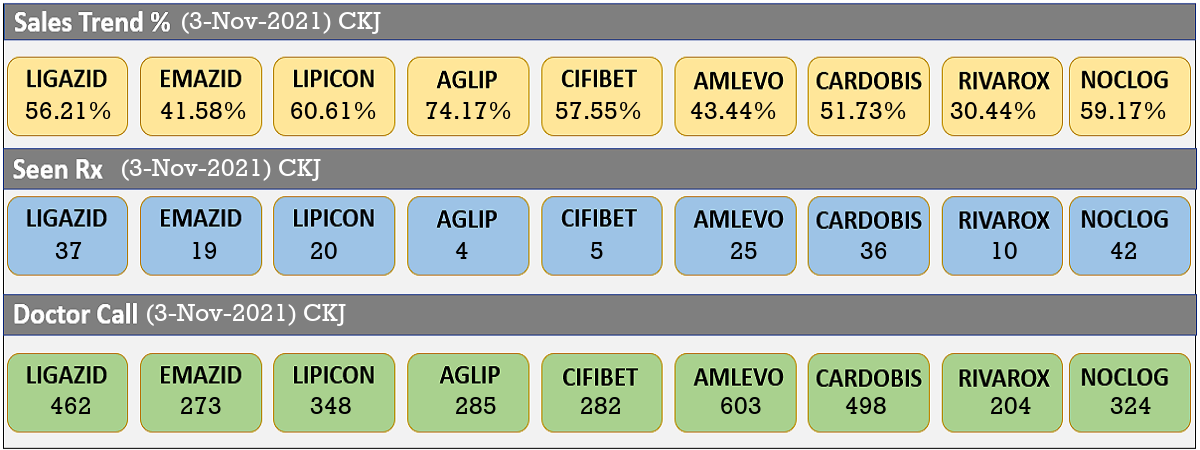 Sales Trend % (3-Nov-2021) CKJ
LIGAZID EMAZID LIPICON AGLIP CIFIBET AMLEVO CARDOBIS RIVAROX NOCLOG
56.21% 41.58% 60.61% 74.17% 57.55% 43.44% 51.73% 30.44% 59.17%
Seen Rx (3-Nov-2021) CKJ
LIGAZID EMAZID LIPICON AGLIP CIFIBET AMLEVO CARDOBIS RIVAROX NOCLOG
37 19 20 4 5 25 36 10 42
Doctor Call (3-Nov-2021) CKJ
LIGAZID EMAZID LIPICON AGLIP CIFIBET AMLEVO CARDOBIS RIVAROX NOCLOG
462 273 348 285 282 603 498 204 324